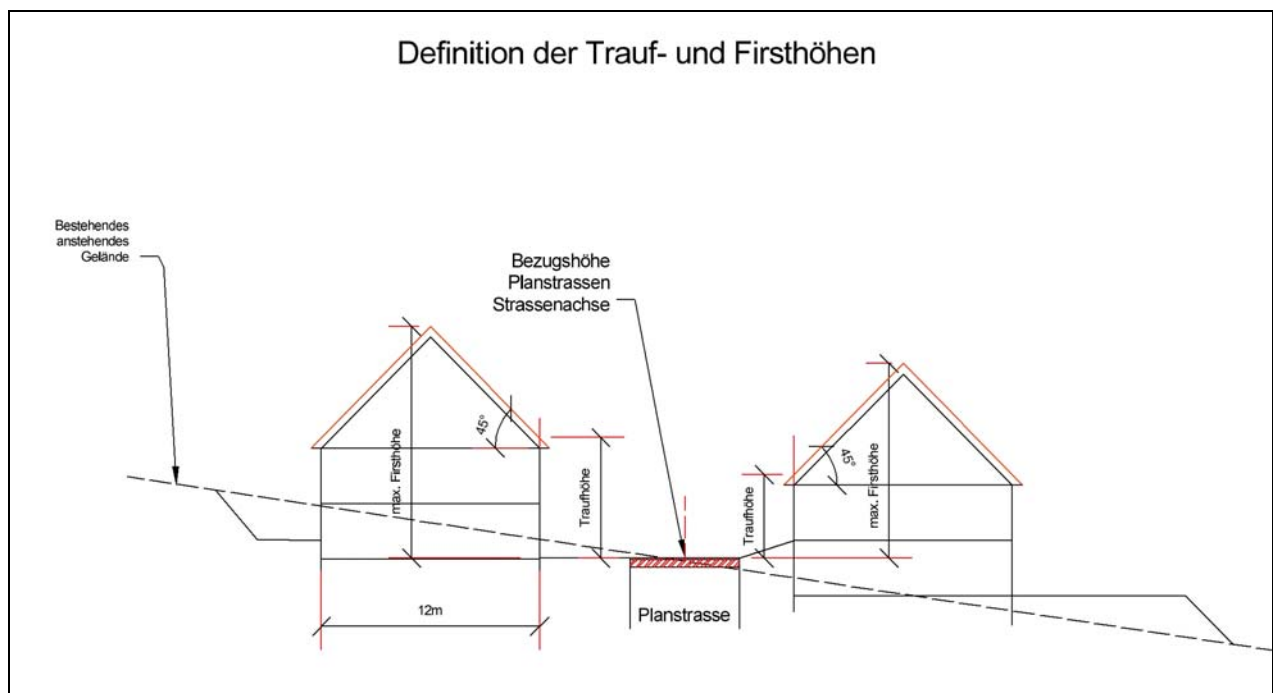 Definition der Trauf- und Firsthöhen
Bestehendes
anstehendes
Gelände
Bezugshöhe
Planstrassen
Strassenachse
45°
max. Firsthöhe
Traufhöhe
12m
Planstrasse
Traufhöhe
45°
max. Firsthöhe